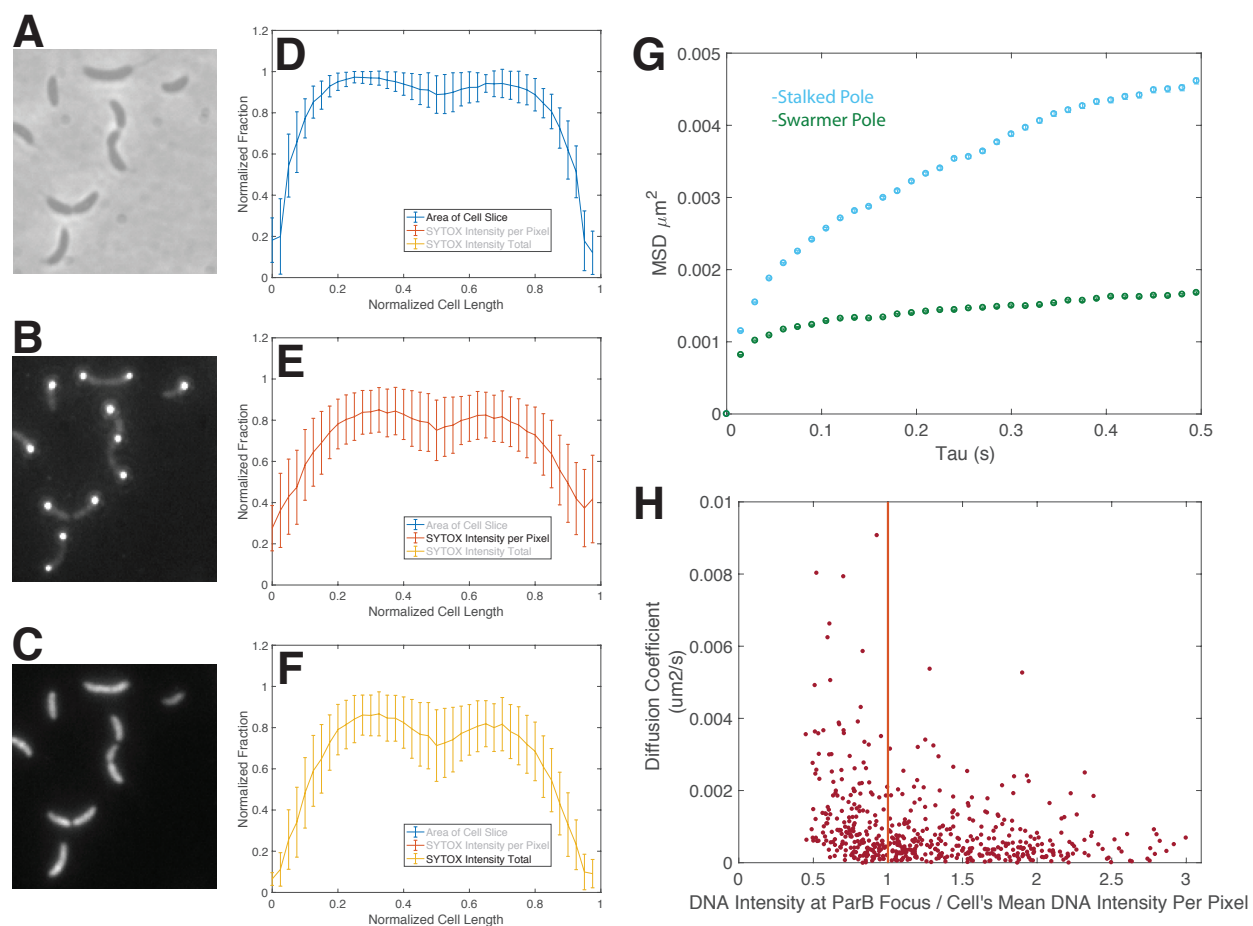 A
B
C
D
1.2
1
0.8
0.6
0.4
0.2
0
Normalized Fraction
Area of Cell Slice
SYTOX Intensity per Pixel
SYTOX Intensity Total
0 0.2 0.4 0.6 0.8 1
Normalized Cell Length
E
1.2
1
0.8
0.6
0.4
0.2
0
Normalized Fraction
Area of Cell Slice
SYTOX Intensity per Pixel
SYTOX Intensity Total
0 0.2 0.4 0.6 0.8 1
Normalized Cell Length
F
1.2
1
0.8
0.6
0.4
0.2
0
Normalized Fraction
Area of Cell Slice
SYTOX Intensity per Pixel
SYTOX Intensity Total
0 0.2 0.4 0.6 0.8 1
Normalized Cell Length
G
0.005
0.004
0.003
0.002
0.001
0
MSD μm²
-Stalked Pole
-Swarmer Pole
0 0.1 0.2 0.3 0.4 0.5
Tau (s)
H
0.01
0.008
0.006
0.004
0.002
0
Diffusion Coefficient
(um2/s)
0 0.5 1 1.5 2 2.5 3
DNA Intensity at ParB Focus / Cell's Mean DNA Intensity Per Pixel